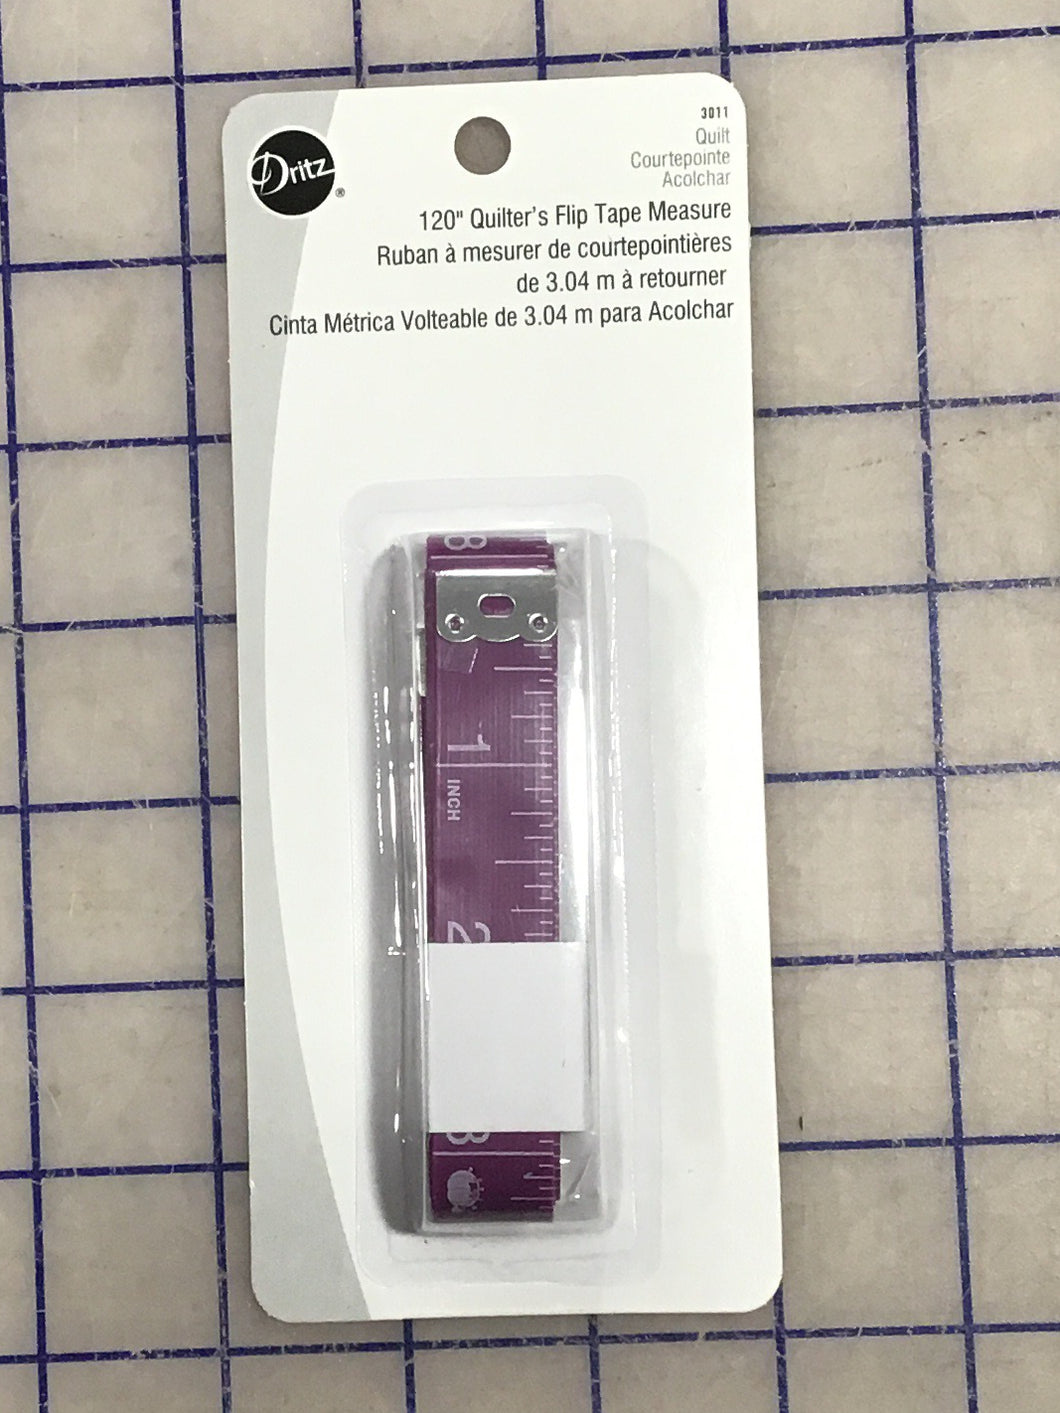 Dritz®
3011
Quilt
Courtepointe
Acolchar
120" Quilter's Flip Tape Measure
Ruban à mesurer de courtepointières
de 3.04 m à retourner
Cinta Métrica Volteable de 3.04 m para Acolchar
8
1
INCH
2
3